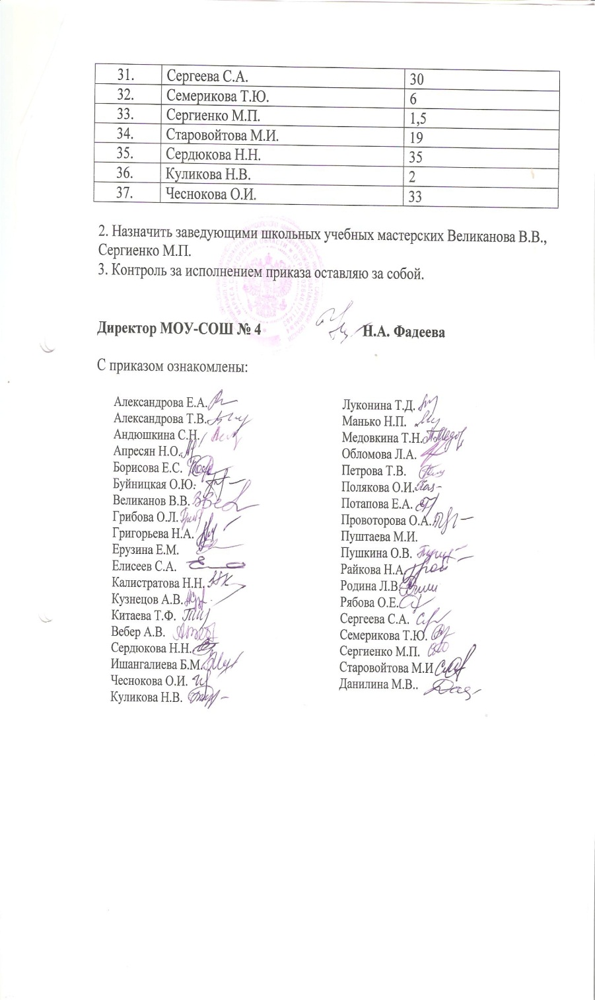 31. Сергеева С.А. 30
32. Семерикова Т.Ю. 6
33. Сергиенко М.П. 1,5
34. Старовойтова М.И. 19
35. Сердюкова Н.Н. 35
36. Куликова Н.В. 2
37. Чеснокова О.И. 33
2. Назначить заведующими школьных учебных мастерских Великанова В.В.,
Сергиенко М.П.
3. Контроль за исполнением приказа оставляю за собой.
Директор МОУ-СОШ № 4 Н.А. Фадеева
С приказом ознакомлены:
Александрова Е.А.
Александрова Т.В.
Андюшкина С.Н.
Апресян Н.О.
Борисова Е.С.
Буйницкая О.Ю.
Великанов В.В.
Грибова О.Л.
Григорьева Н.А.
Ерузина Е.М.
Елисеев С.А.
Калистратова Н.Н.
Кузнецов А.В.
Китаева Т.Ф.
Вебер А.В.
Сердюкова Н.Н.
Ишангалиева Б.М.
Чеснокова О.И.
Куликова Н.В.
Луконина Т.Д.
Манько Н.П.
Медовкина Т.Н.
Обломова Л.А.
Петрова Т.В.
Полякова О.И.
Потапова Е.А.
Провоторова О.А.
Пуштаева М.И.
Пушкина О.В.
Райкова Н.А.
Родина Л.В.
Рябова О.Е.
Сергеева С.А.
Семерикова Т.Ю.
Сергиенко М.П.
Старовойтова М.И
Данилина М.В..